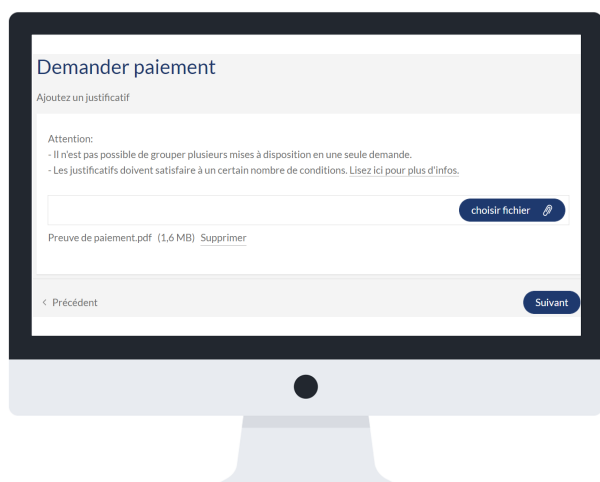 Demander paiement
Ajoutez un justificatif
Attention:
- Il n'est pas possible de grouper plusieurs mises à disposition en une seule demande.
- Les justificatifs doivent satisfaire à un certain nombre de conditions. Lisez ici pour plus d'infos.
choisir fichier
Preuve de paiement.pdf (1,6 MB) Supprimer
< Précédent
Suivant